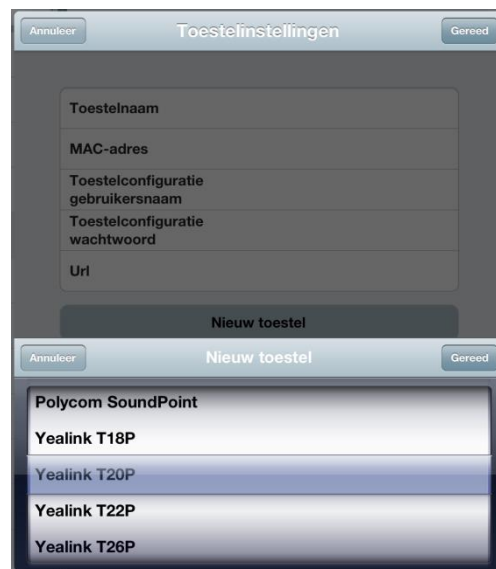 Annuleer Toestelinstellingen Gereed
Toestelnaam
MAC-adres
Toestelconfiguratie
gebruikersnaam
Toestelconfiguratie
wachtwoord
Url
Nieuw toestel
Annuleer Nieuw toestel Gereed
Polycom SoundPoint
Yealink T18P
Yealink T20P
Yealink T22P
Yealink T26P